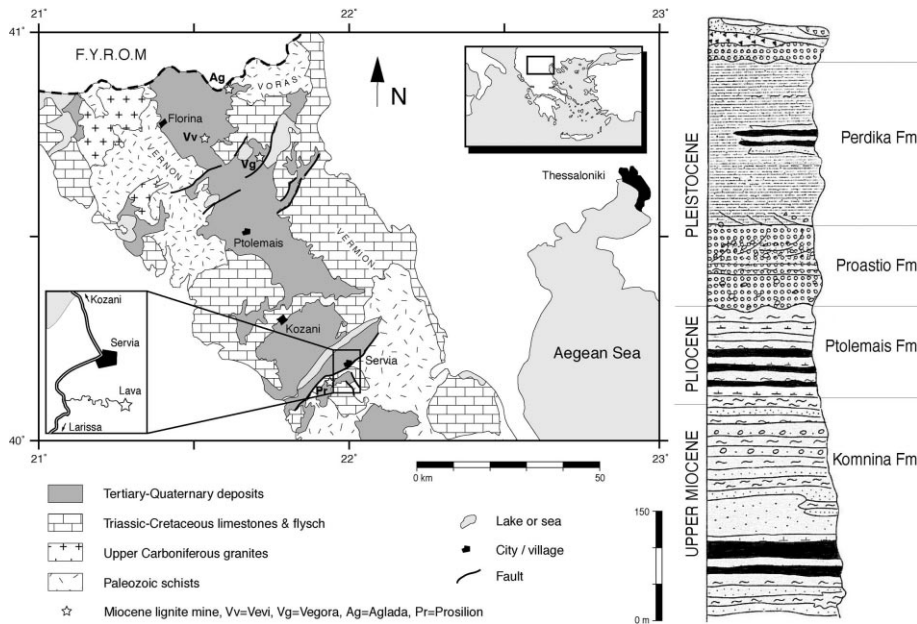 21°
22°
23°
41°
F.Y.R.O.M
Ag
VORAS
N
Florina
Vv
Vg
VERNON
Thessaloniki
Ptolemais
VERMION
Kozani
Servia
Lava
Larissa
Kozani
Servia
Pr
Aegean Sea
40°
21°
22°
23°
0 km
50
Tertiary-Quaternary deposits
Triassic-Cretaceous limestones & flysch
Upper Carboniferous granites
Paleozoic schists
Miocene lignite mine, Vv=Vevi, Vg=Vegora, Ag=Aglada, Pr=Prosilion
Lake or sea
City / village
Fault
150
0 m
PLEISTOCENE
PLIOCENE
UPPER MIOCENE
Perdika Fm
Proastio Fm
Ptolemais Fm
Komnina Fm